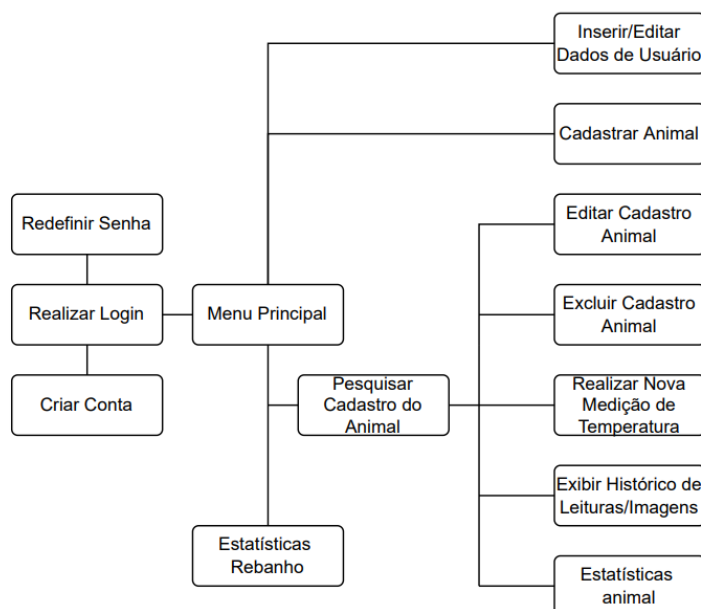 Inserir/Editar
Dados de Usuário
Cadastrar Animal
Redefinir Senha
Editar Cadastro
Animal
Realizar Login
Menu Principal
Excluir Cadastro
Animal
Criar Conta
Pesquisar
Cadastro do
Animal
Realizar Nova
Medição de
Temperatura
Exibir Histórico de
Leituras/Imagens
Estatísticas
Rebanho
Estatísticas
animal